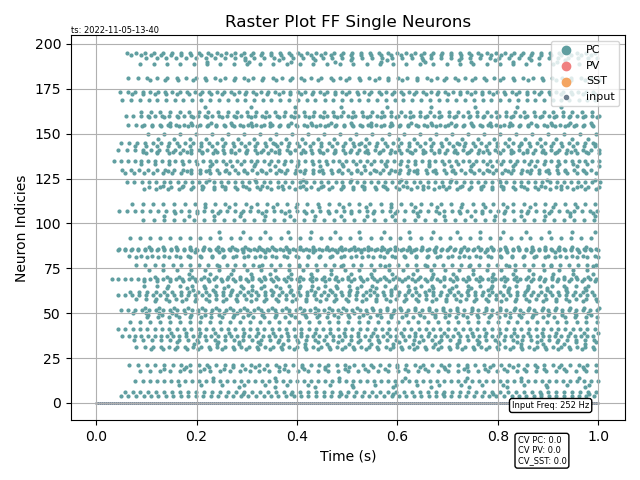 Raster Plot FF Single Neurons
ts: 2022-11-05-13-40
200
175
150
125
100
75
50
25
0
Neuron Indicies
PC
PV
SST
input
Input Freq: 252 Hz
0.0 0.2 0.4 0.6 0.8 1.0
Time (s)
CV PC: 0.0
CV PV: 0.0
CV_SST: 0.0